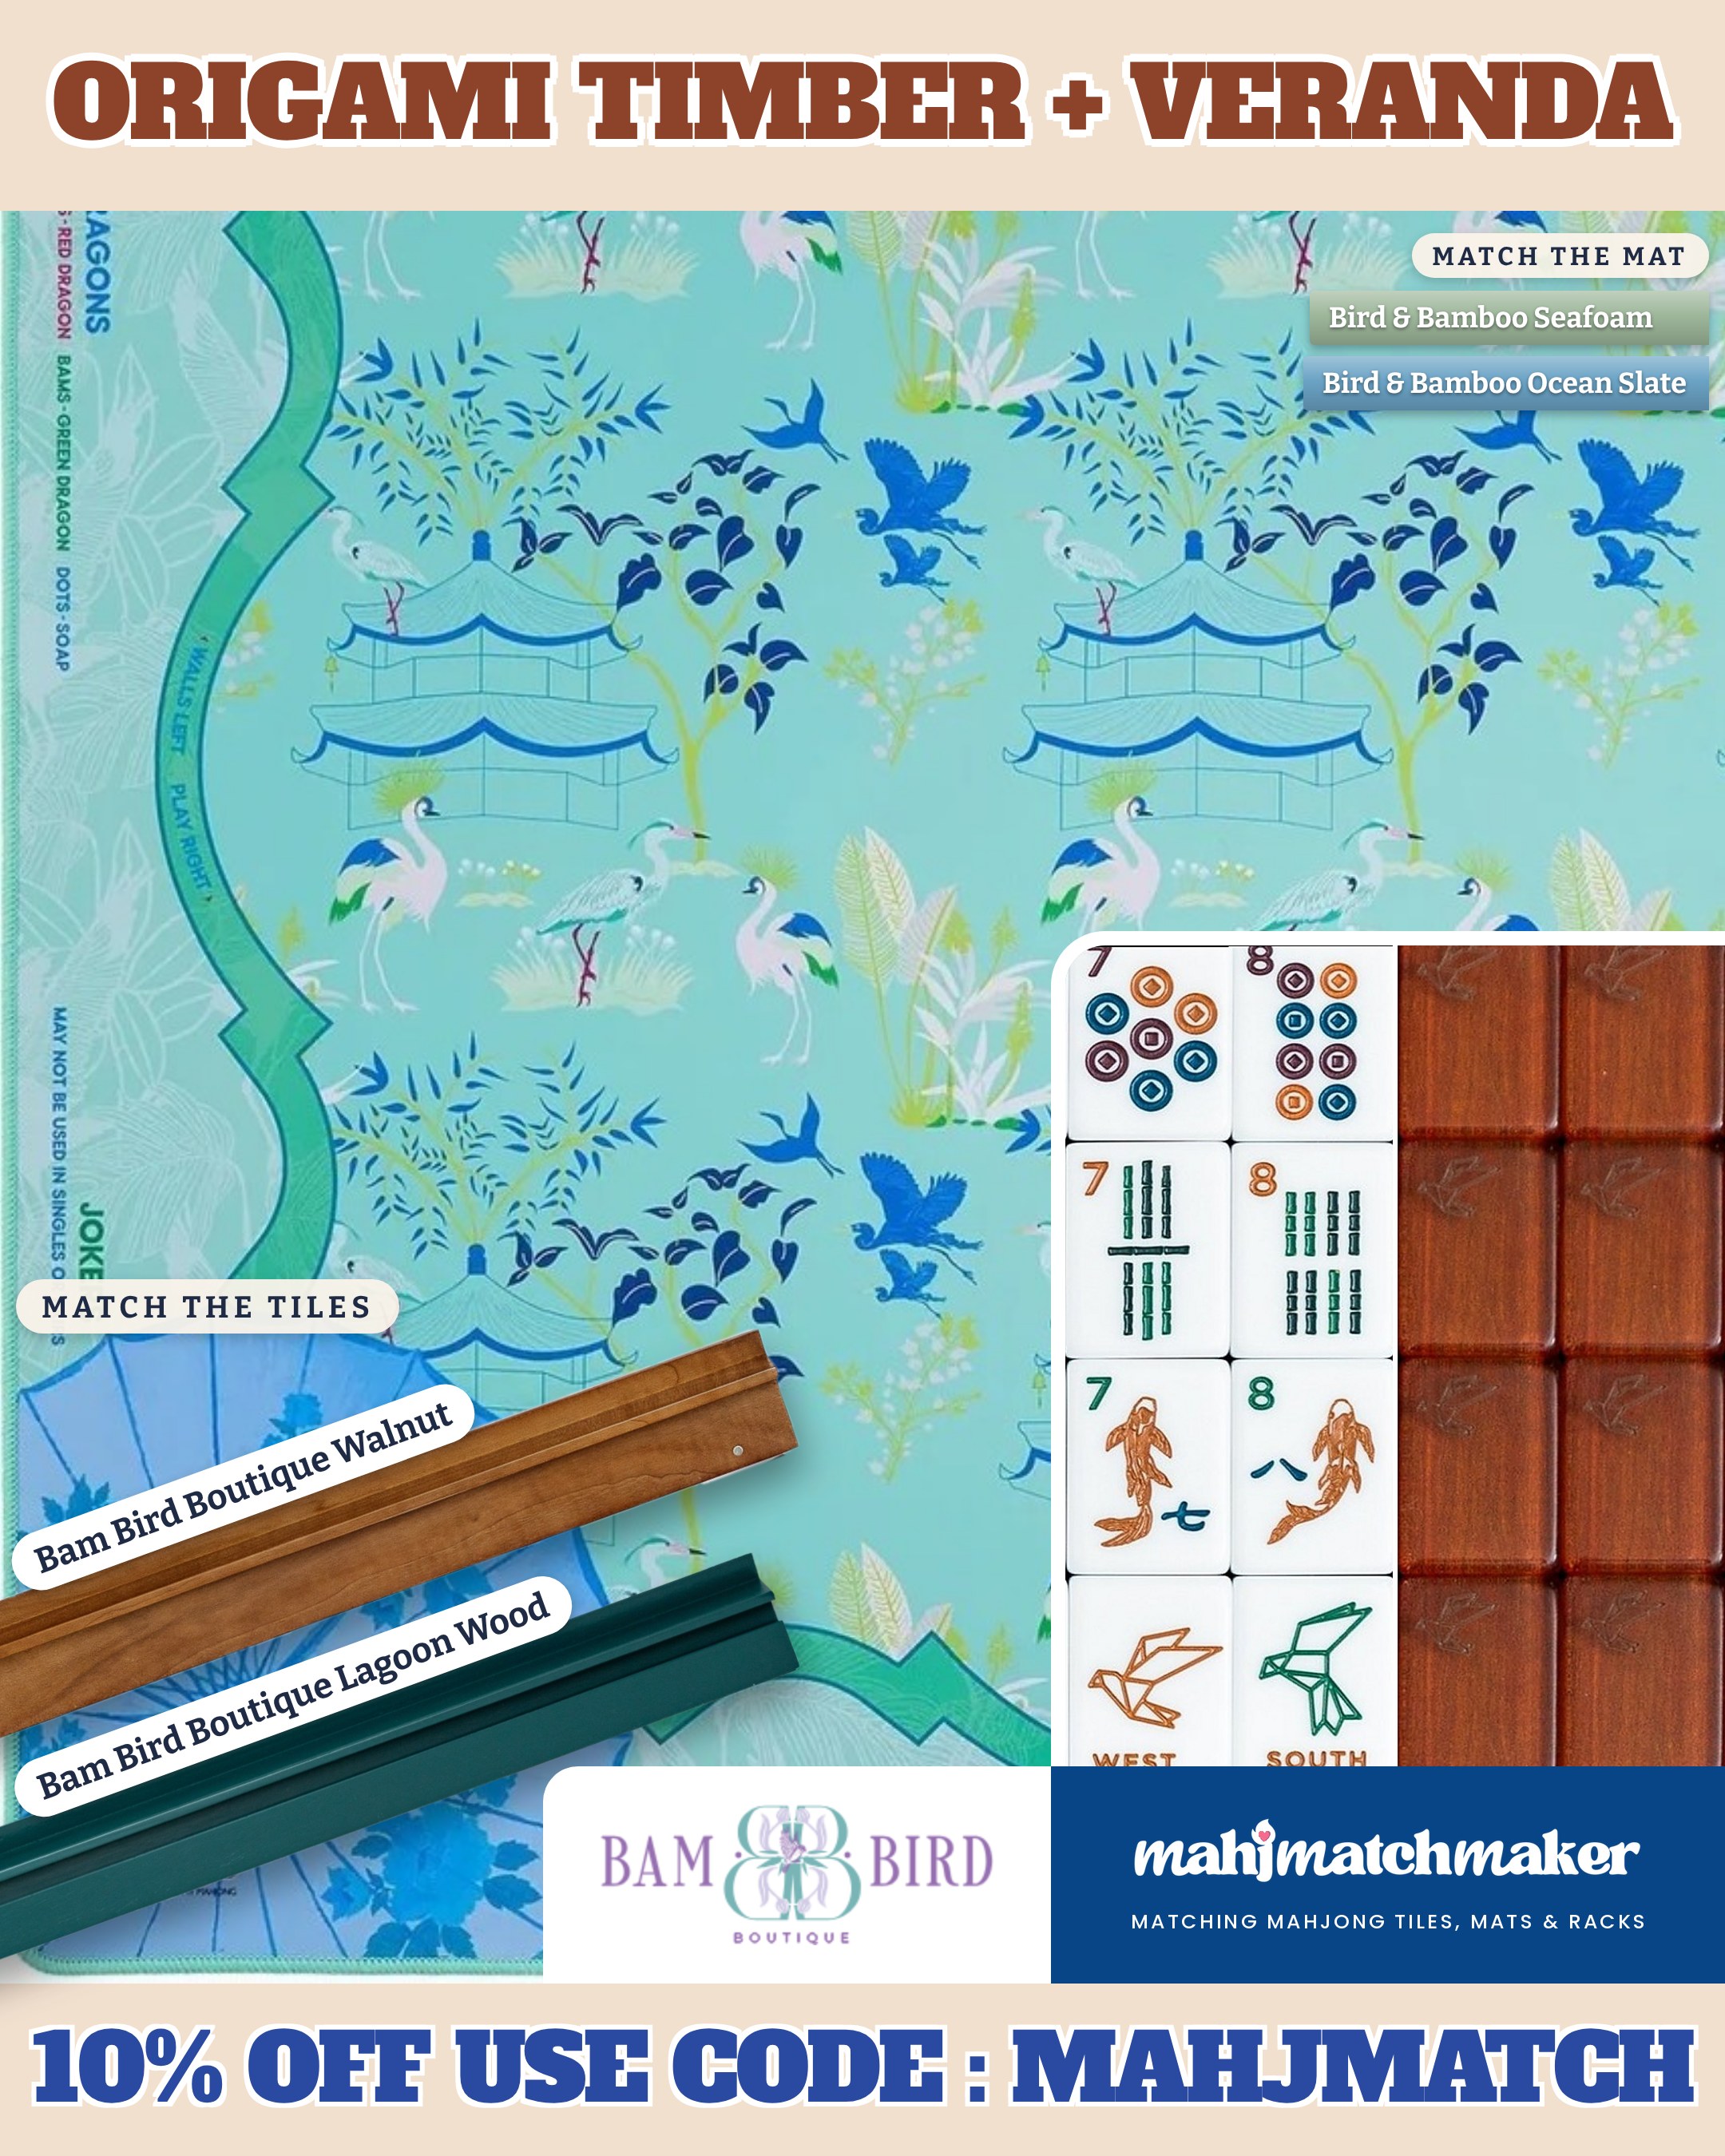 ORIGAMI TIMBER + VERANDA
MATCH THE MAT
Bird & Bamboo Seafoam
Bird & Bamboo Ocean Slate
RED DRAGON BAMS - GREEN DRAGON DOTS - SOAP
WALLS LEFT PLAY RIGHT
MAY NOT BE USED IN SINGLES
7
8
7
8
7
七
8
八
WEST
SOUTH
MATCH THE TILES
Bam Bird Boutique Walnut
Bam Bird Boutique Lagoon Wood
BAM BIRD
BOUTIQUE
mahjmatchmaker
MATCHING MAHJONG TILES, MATS & RACKS
10% OFF USE CODE : MAHJMATCH